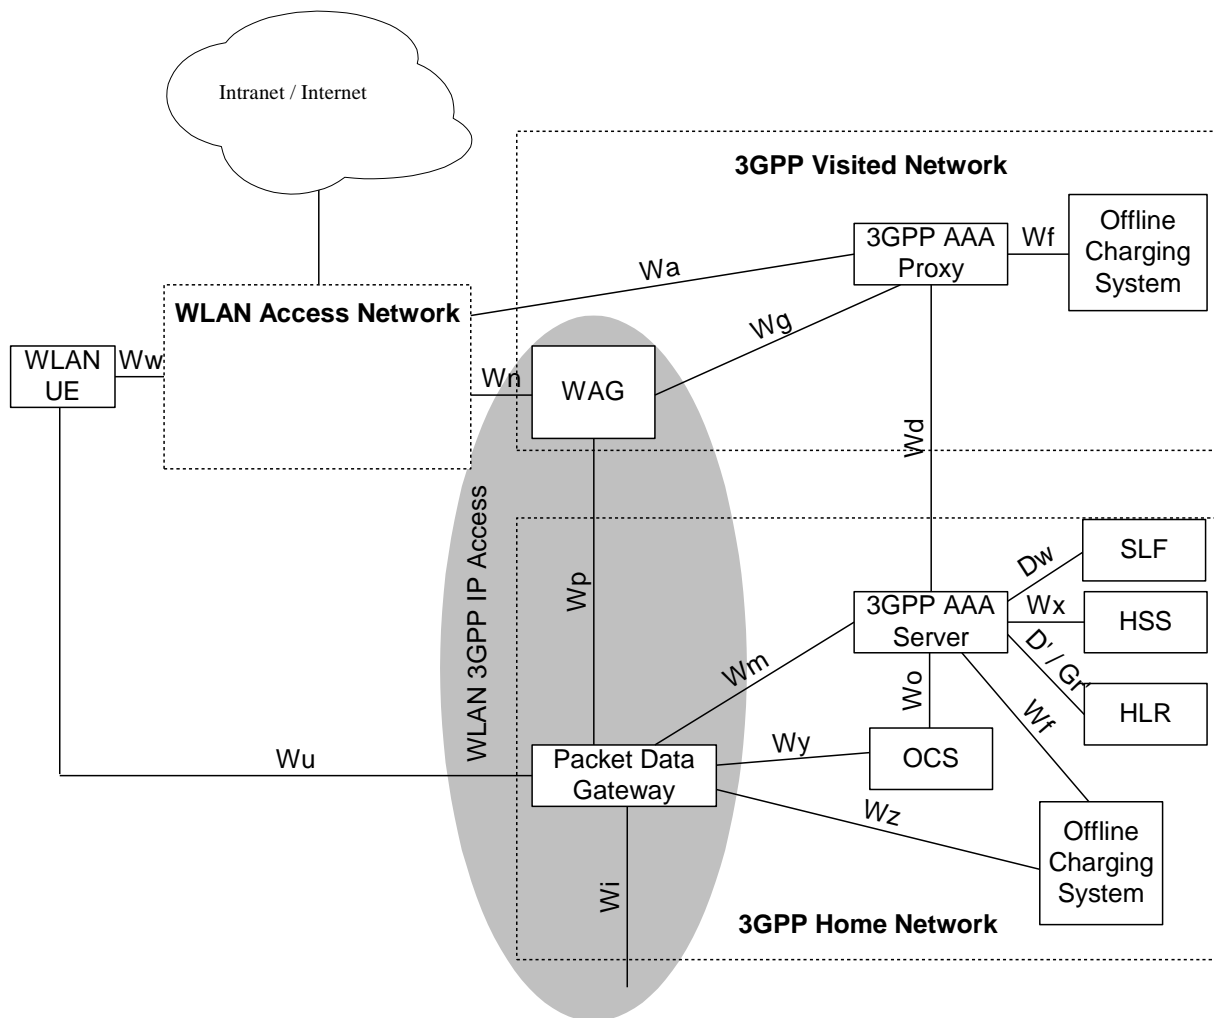 Intranet / Internet
3GPP Visited Network
3GPP AAA
Proxy
Wf
Offline
Charging
System
Wa
Wg
WLAN Access Network
WLAN
UE
Ww
Wn
WAG
Wd
WLAN 3GPP IP Access
Wp
SLF
Dw
3GPP AAA
Server
Wx
HSS
D' / Gr'
HLR
Wm
Wo
Wf
Wu
Packet Data
Gateway
Wy
OCS
Wz
Offline
Charging
System
Wi
3GPP Home Network